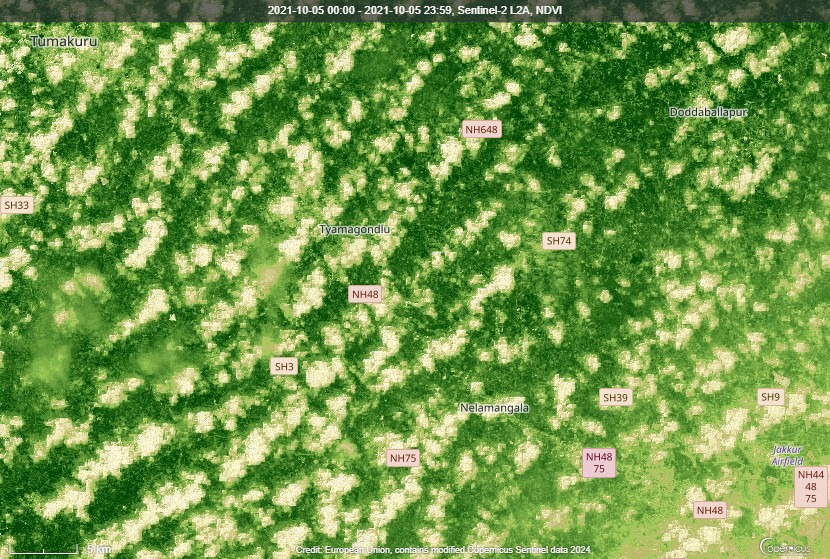 2021-10-05 00:00 - 2021-10-05 23:59, Sentinel-2 L2A, NDVI
Tumakuru
Doddaballapur
NH648
SH33
Tyamagondlu
SH74
NH48
SH3
SH39
SH9
Nelamangala
NH75
NH48
75
Jakkur
Airfield
NH44
48
75
NH48
5 km
Credit: European Union, contains modified Copernicus Sentinel data 2024
opernicus